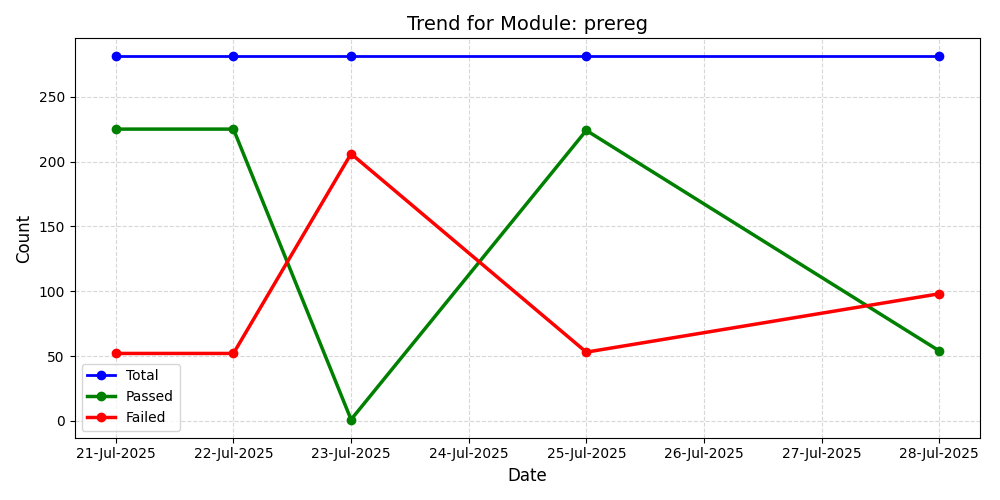 Trend for Module: prereg
Count
250
200
150
100
50
0
Total
Passed
Failed
21-Jul-2025 22-Jul-2025 23-Jul-2025 24-Jul-2025 25-Jul-2025 26-Jul-2025 27-Jul-2025 28-Jul-2025
Date